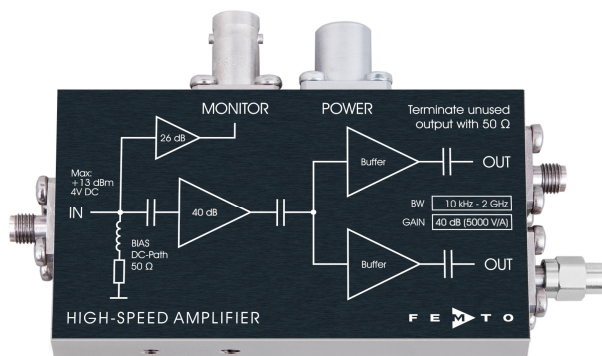 MONITOR
POWER
Terminate unused
output with 50 Ω
26 dB
Buffer
OUT
Max:
+13 dBm
4V DC
IN
40 dB
BW 10 kHz - 2 GHz
GAIN 40 dB (5000 V/A)
BIAS
DC-Path
50 Ω
Buffer
OUT
HIGH-SPEED AMPLIFIER
FEMTO